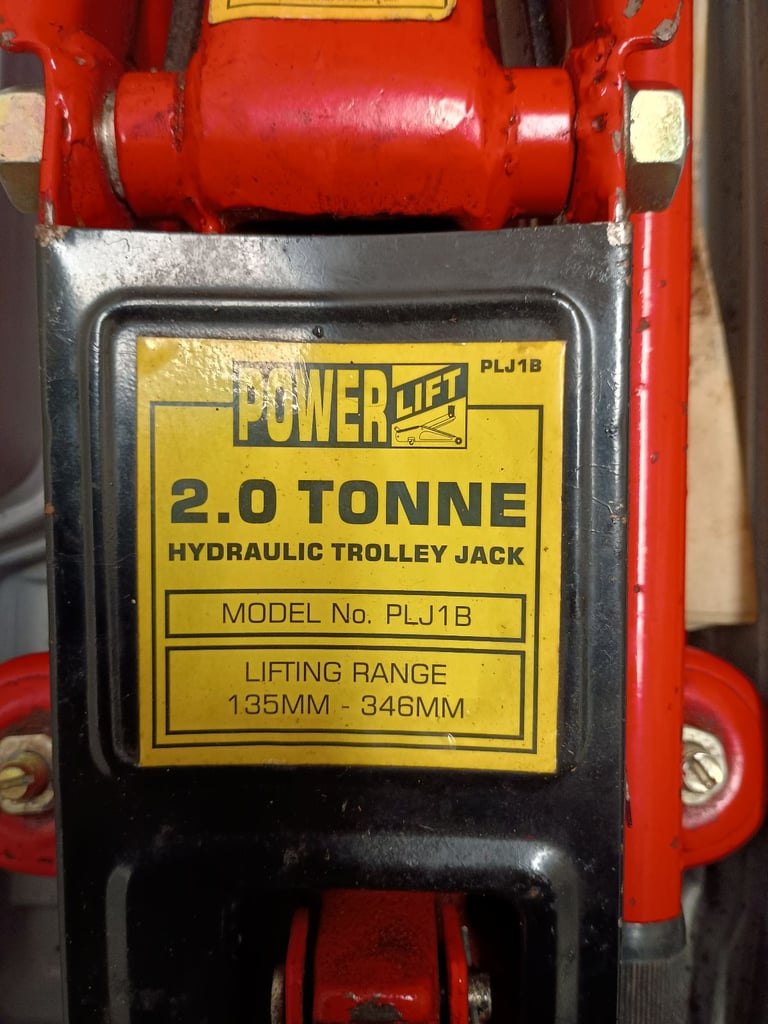 PLJ1B
POWER LIFT
2.0 TONNE
HYDRAULIC TROLLEY JACK
MODEL No. PLJ1B
LIFTING RANGE
135MM - 346MM